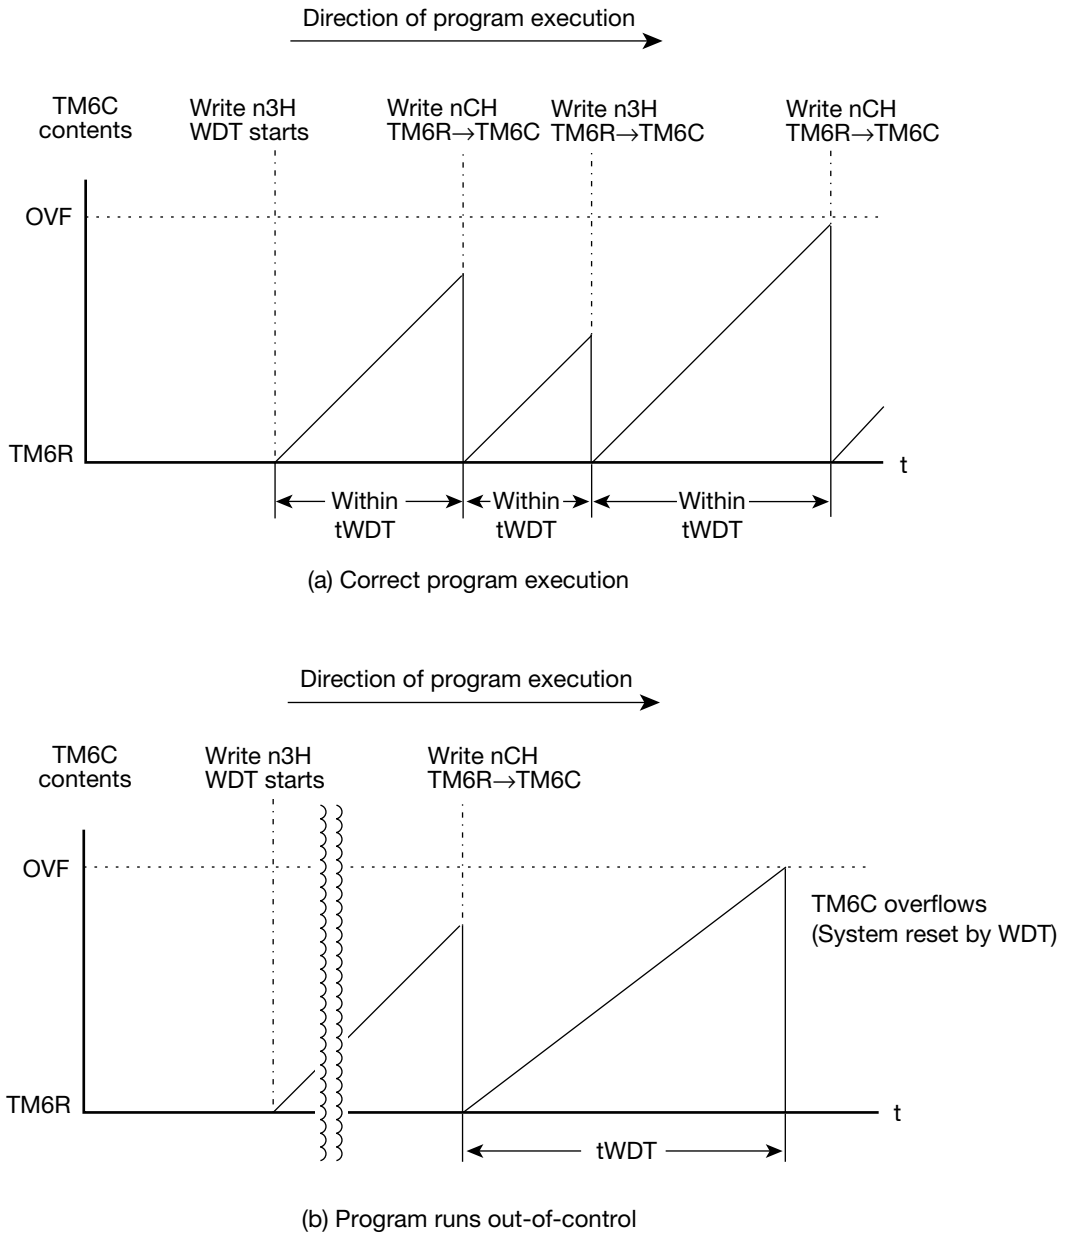 Direction of program execution
TM6C
contents
Write n3H
WDT starts
Write nCH
TM6R→TM6C
Write n3H
TM6R→TM6C
Write nCH
TM6R→TM6C
OVF
TM6R
t
Within
tWDT
Within
tWDT
Within
tWDT
(a) Correct program execution
Direction of program execution
TM6C
contents
Write n3H
WDT starts
Write nCH
TM6R→TM6C
OVF
TM6C overflows
(System reset by WDT)
TM6R
t
tWDT
(b) Program runs out-of-control